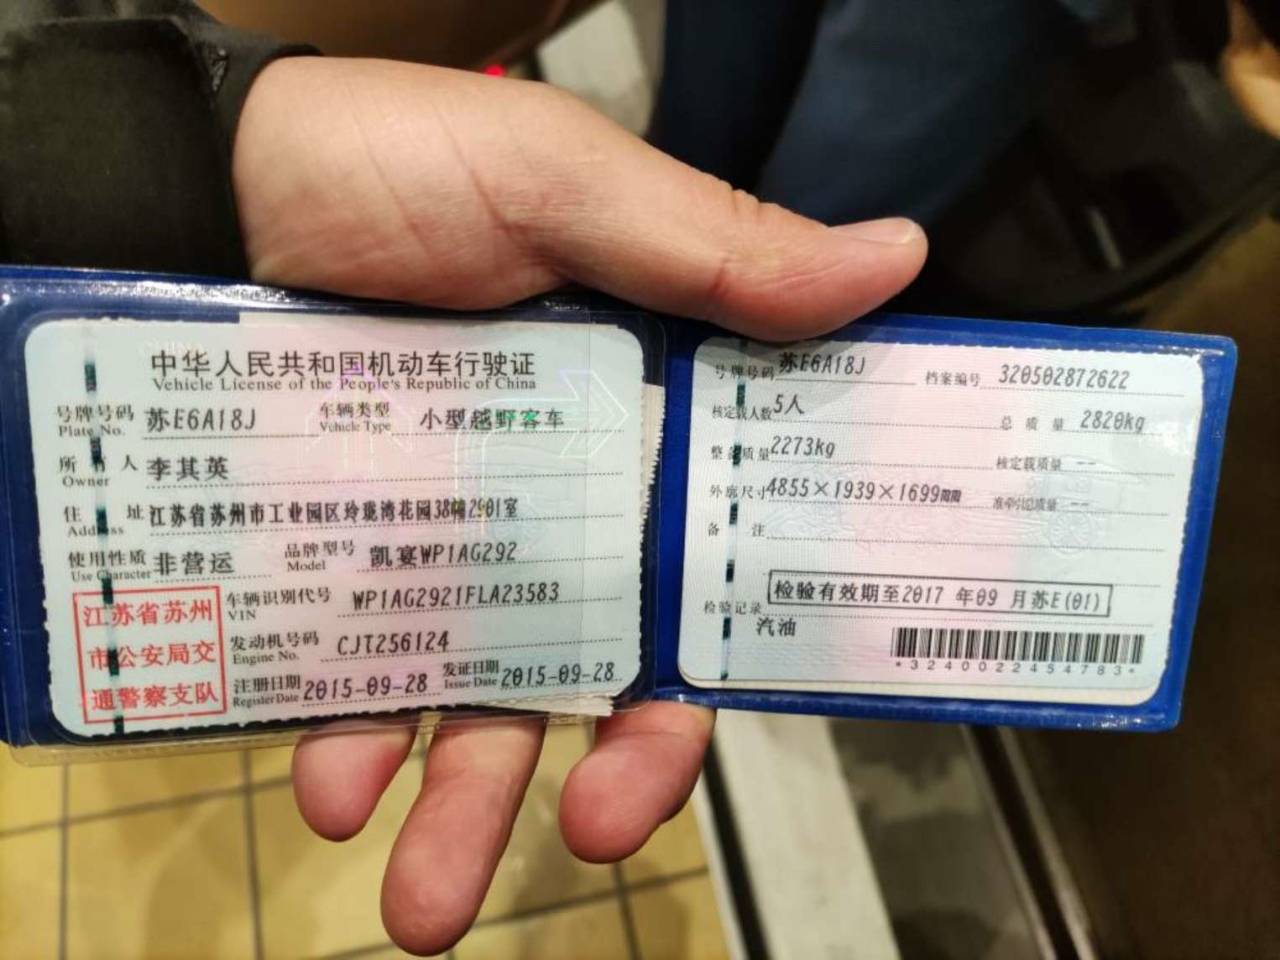 中华人民共和国机动车行驶证
Vehicle License of the People's Republic of China
号牌号码 苏E6A18J 车辆类型 小型越野客车
Plate No. Vehicle Type
所有人 李其英
Owner
住址 江苏省苏州市工业园区玲珑湾花园38幢2901室
Address
使用性质 非营运 品牌型号 凯宴WP1AG292
Use Character Model
江苏省苏州
市公安局交
通警察支队
车辆识别代号 WP1AG2921FLA23583
VIN
发动机号码 CJT256124
Engine No.
注册日期 2015-09-28 发证日期 2015-09-28
Register Date Issue Date
号牌号码 苏E6A18J 档案编号 320502872622
核定载人数 5人 总质量 2820kg
整备质量 2273kg 核定载质量 --
外廓尺寸 4855×1939×1699mm 准牵引总质量 --
备注
检验有效期至2017 年09 月苏E(01)
检验记录
汽油
*3240022454783*